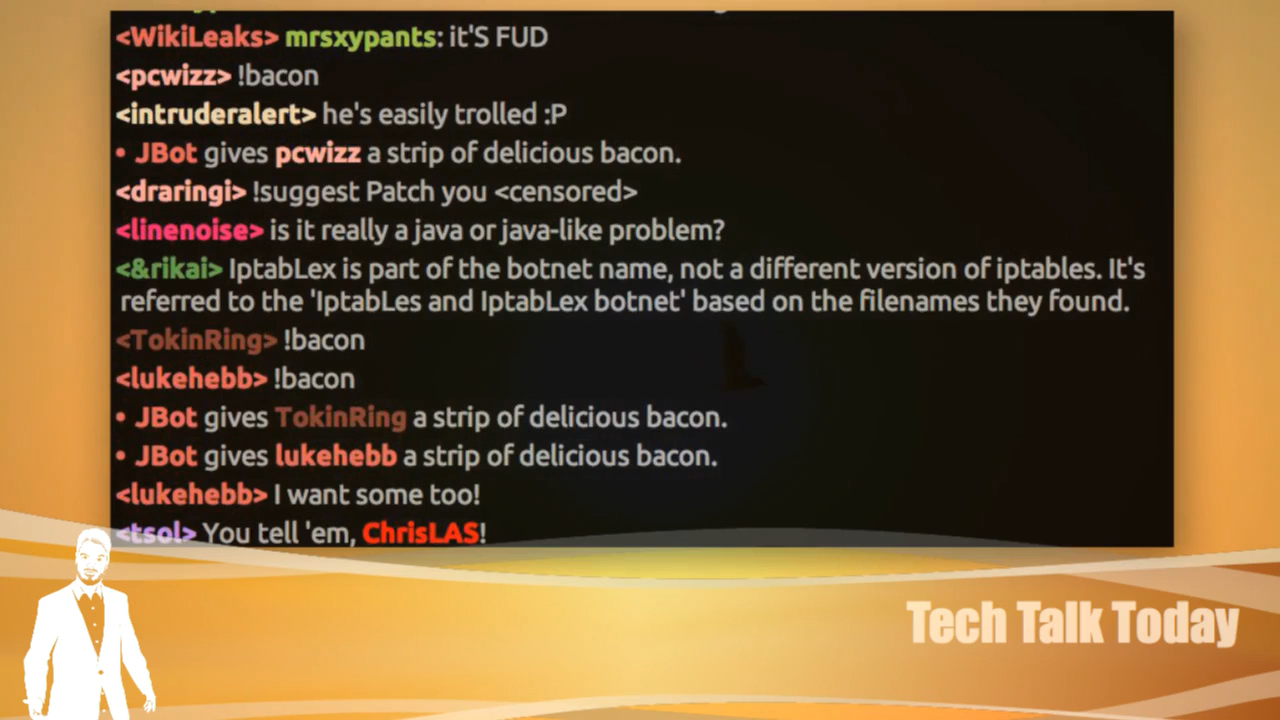 <WikiLeaks> mrsxypants: it'S FUD
<pcwizz> !bacon
<intruderalert> he's easily trolled :P
• JBot gives pcwizz a strip of delicious bacon.
<draringi> !suggest Patch you <censored>
<linenoise> is it really a java or java-like problem?
<&rikai> IptabLex is part of the botnet name, not a different version of iptables. It's
referred to the 'IptabLes and IptabLex botnet' based on the filenames they found.
<TokinRing> !bacon
<lukehebb> !bacon
• JBot gives TokinRing a strip of delicious bacon.
• JBot gives lukehebb a strip of delicious bacon.
<lukehebb> I want some too!
<tsol> You tell 'em, ChrisLAS!
Tech Talk Today